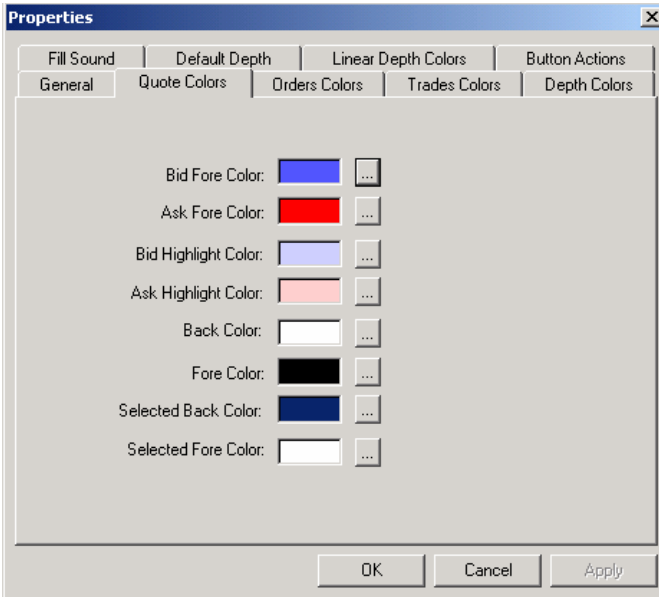 Properties
Fill Sound Default Depth Linear Depth Colors Button Actions
General Quote Colors Orders Colors Trades Colors Depth Colors
Bid Fore Color: ...
Ask Fore Color: ...
Bid Highlight Color: ...
Ask Highlight Color: ...
Back Color: ...
Fore Color: ...
Selected Back Color: ...
Selected Fore Color: ...
OK Cancel Apply